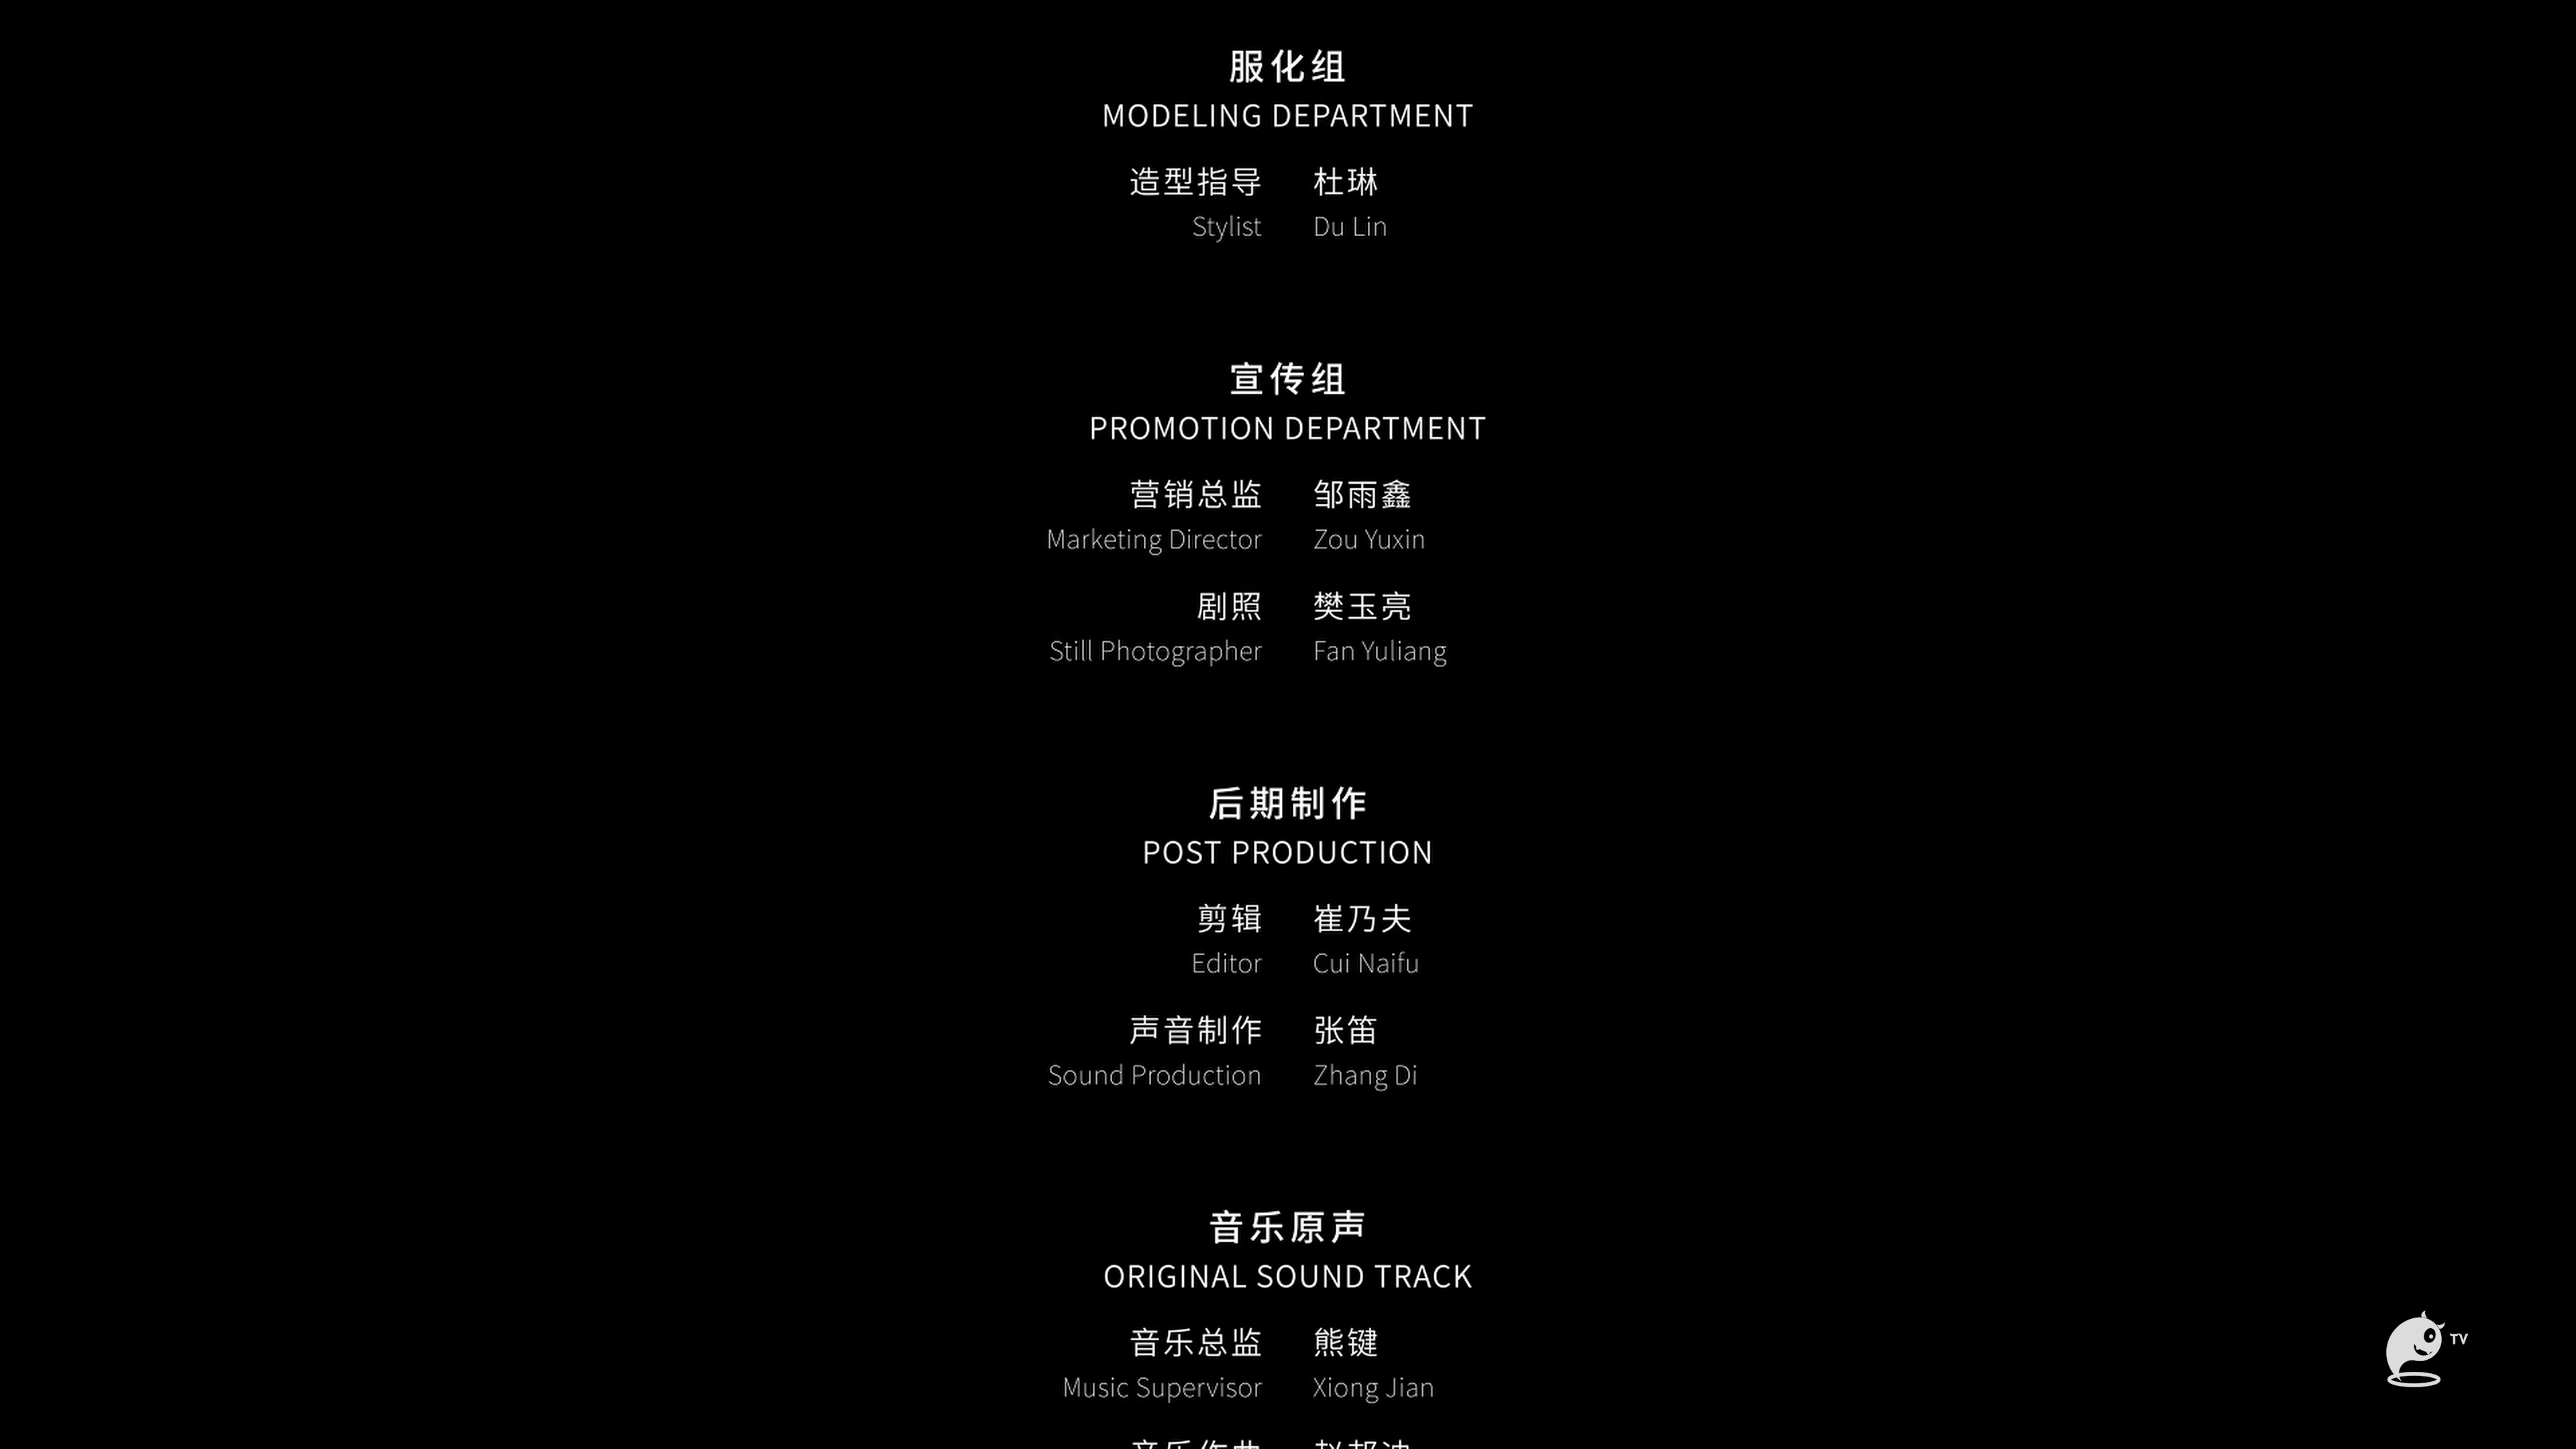 服化组
MODELING DEPARTMENT
造型指导 杜琳
Stylist Du Lin
宣传组
PROMOTION DEPARTMENT
营销总监 邹雨鑫
Marketing Director Zou Yuxin
剧照 樊玉亮
Still Photographer Fan Yuliang
后期制作
POST PRODUCTION
剪辑 崔乃夫
Editor Cui Naifu
声音制作 张笛
Sound Production Zhang Di
音乐原声
ORIGINAL SOUND TRACK
TV
音乐总监 熊键
Music Supervisor Xiong Jian
音乐作曲